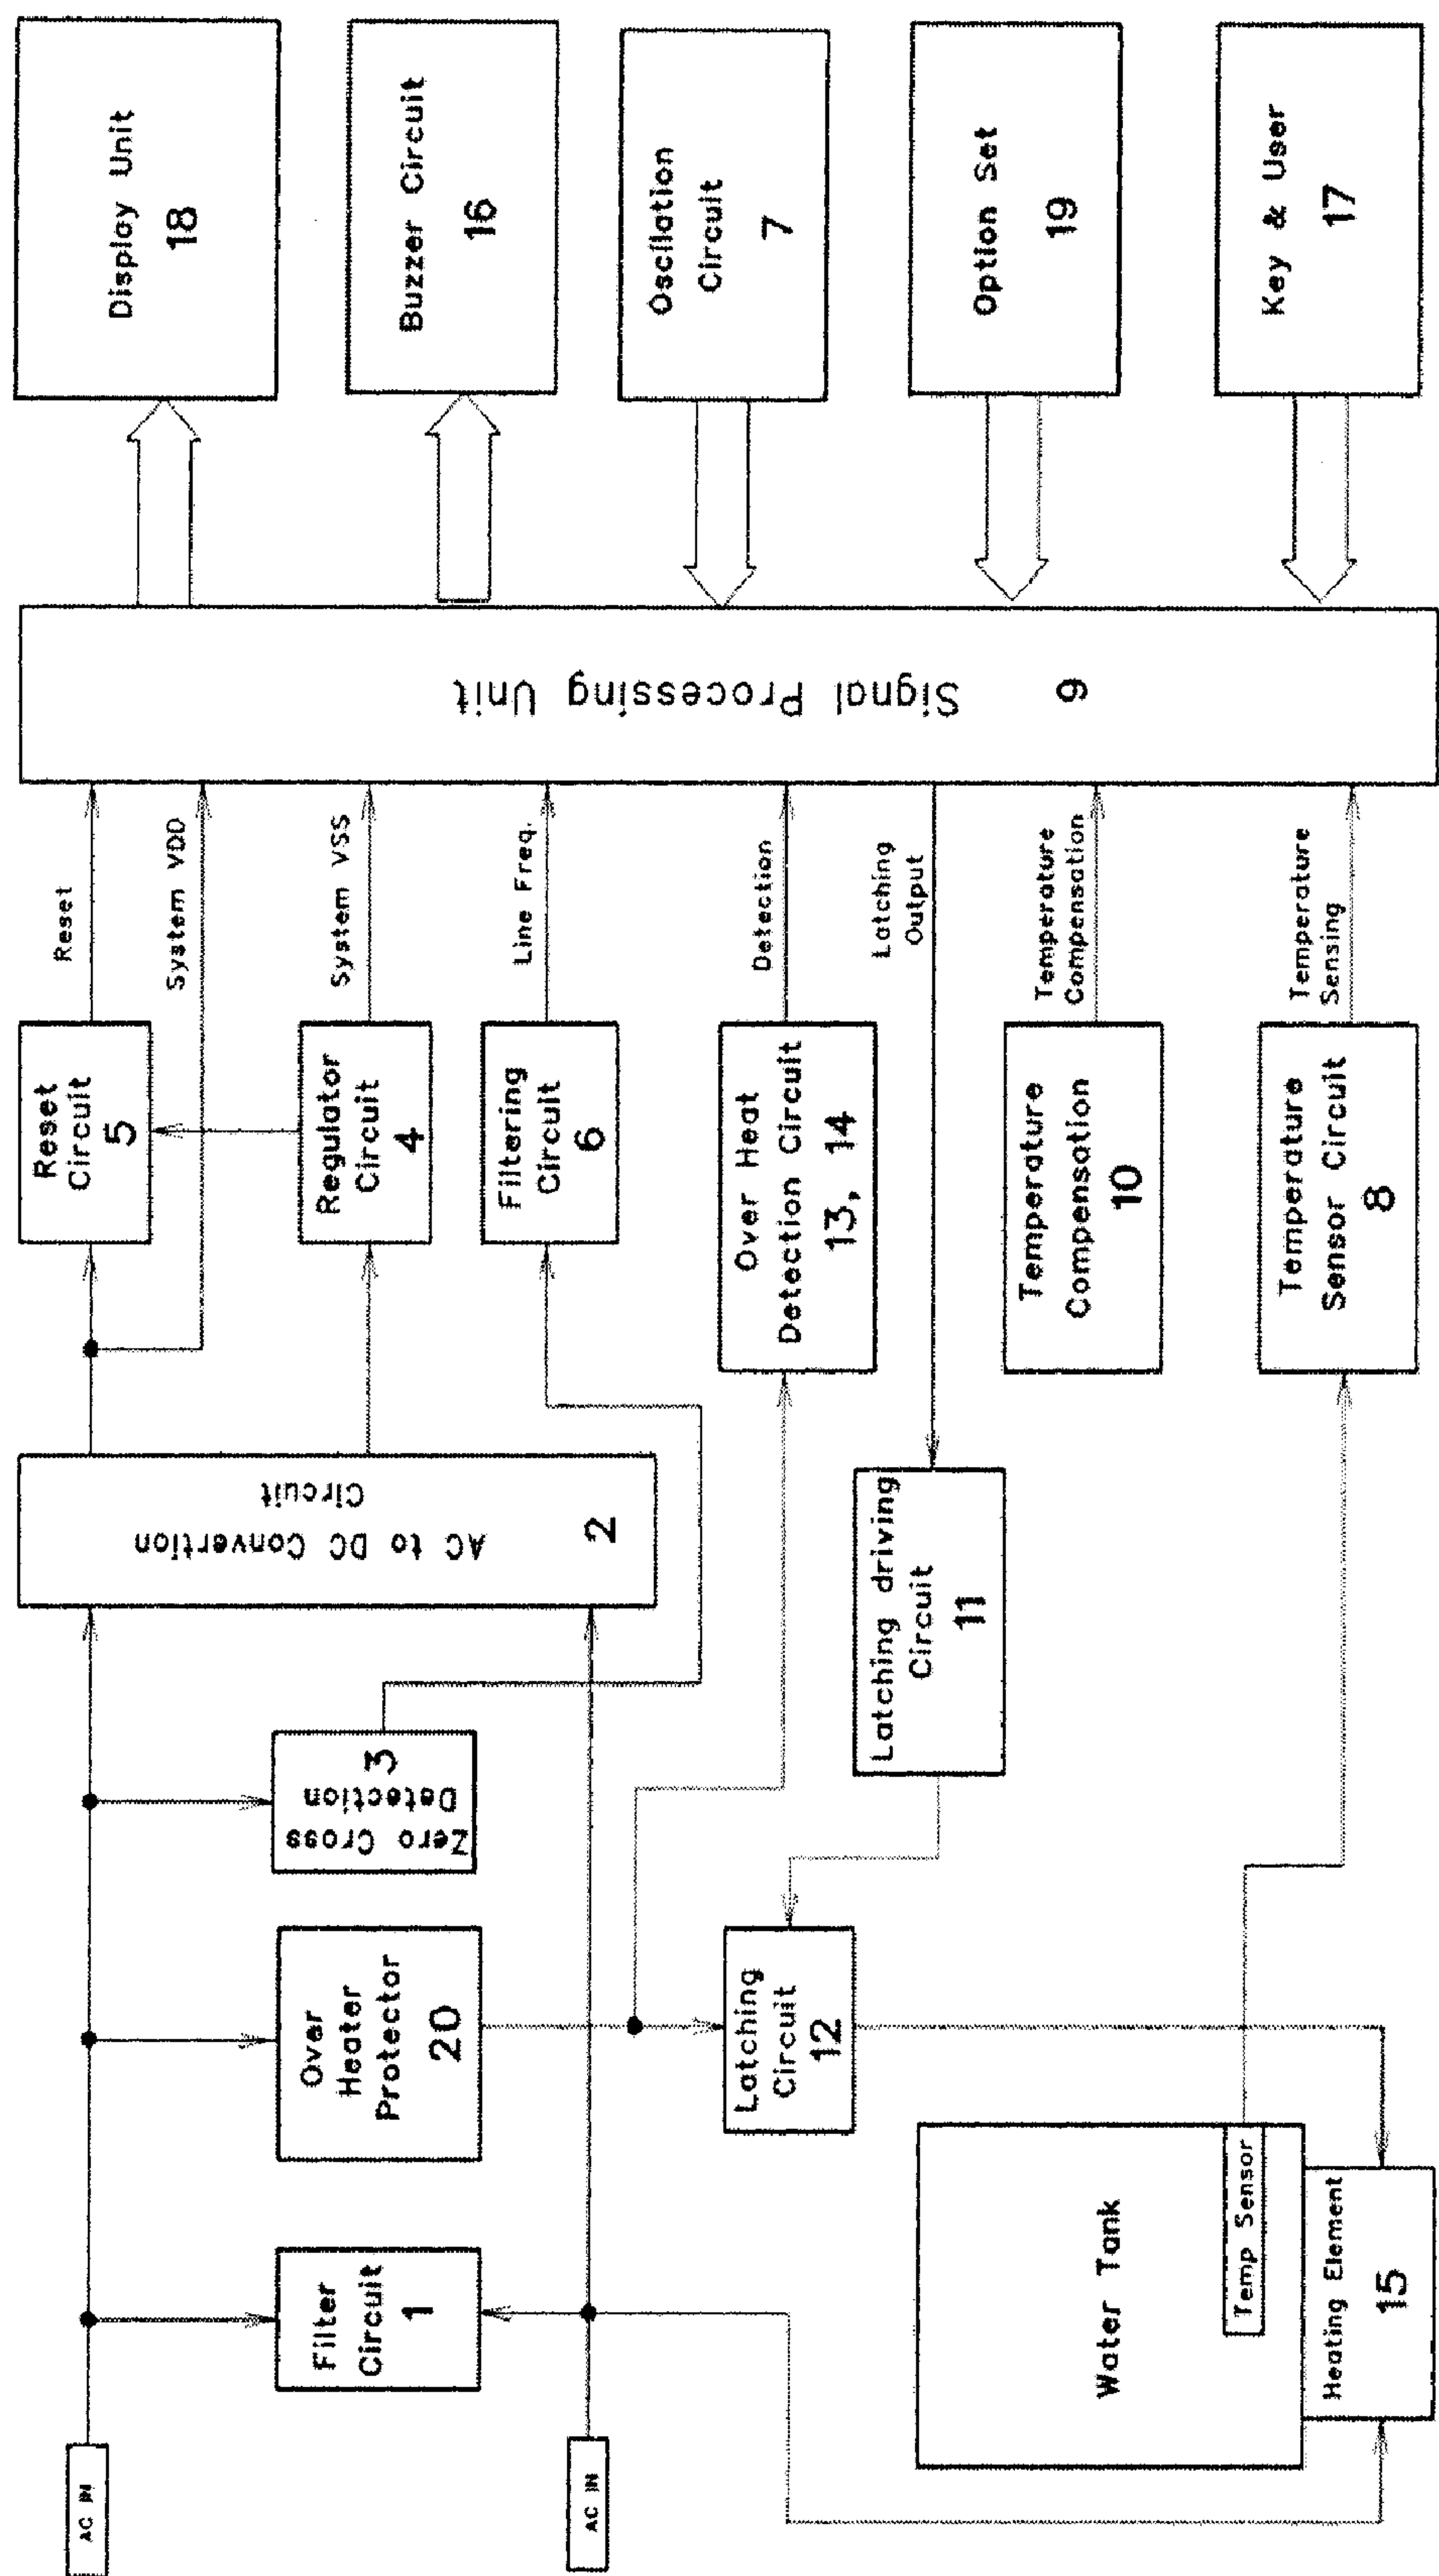 AC IN
AC IN
Filter
Circuit
1
Over
Heater
Protector
20
Zero Cross
Detection
3
AC to DC Convertion
Circuit
2
Reset
Circuit
5
Regulator
Circuit
4
Filtering
Circuit
6
Over Heat
Detection Circuit
13, 14
Temperature
Compensation
10
Temperature
Sensor Circuit
8
Latching driving
Circuit
11
Latching
Circuit
12
Water Tank
Temp Sensor
Heating Element
15
Reset
System VDD
System VSS
Line Freq.
Detection
Latching
Output
Temperature
Compensation
Temperature
Sensing
Signal Processing Unit
9
Display Unit
18
Buzzer Circuit
16
Oscilation
Circuit
7
Option Set
19
Key & User
17